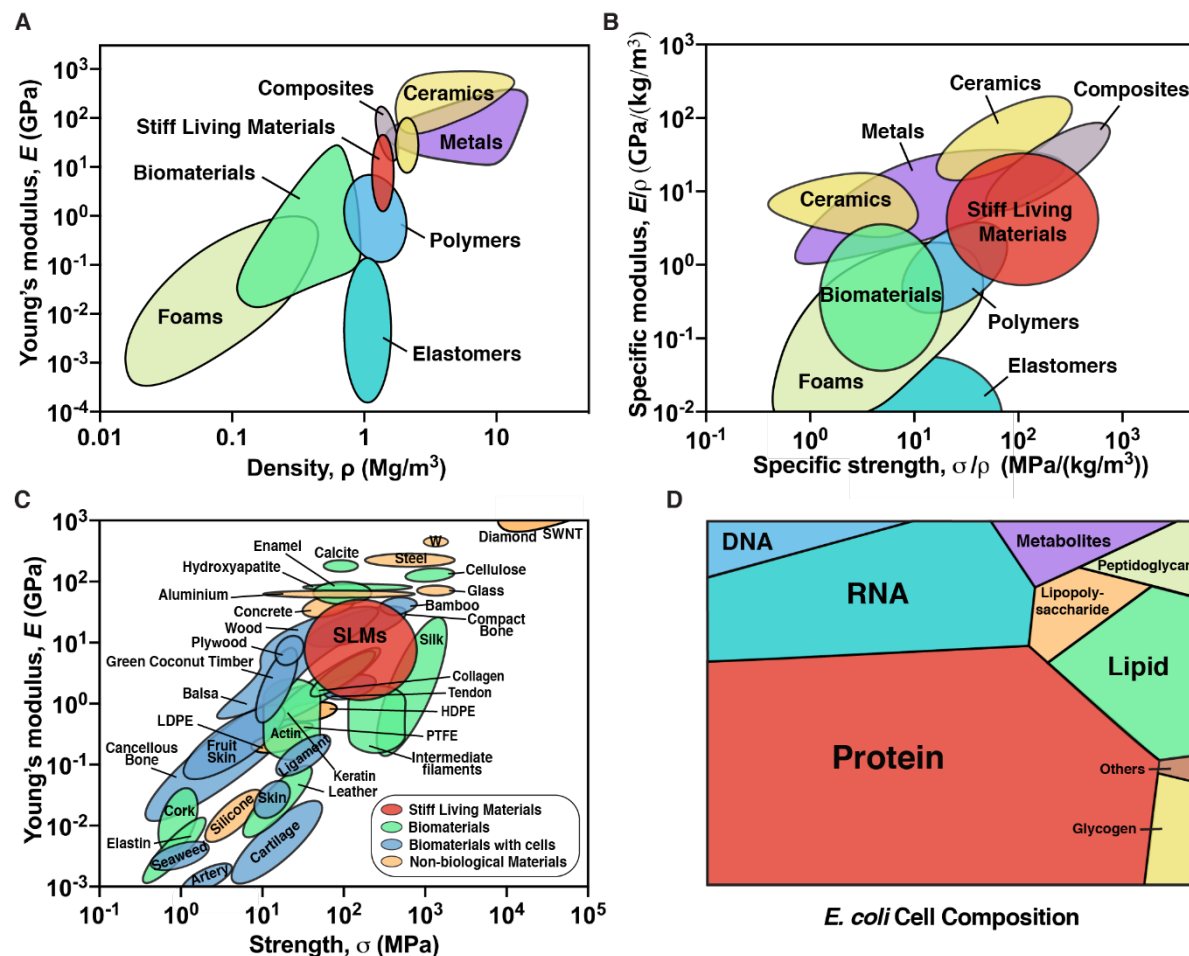 A
Young's modulus, E (GPa)
10³
10²
10¹
10⁰
10⁻¹
10⁻²
10⁻³
10⁻⁴
Composites
Ceramics
Stiff Living Materials
Metals
Biomaterials
Polymers
Foams
Elastomers
0.01
0.1
1
10
Density, ρ (Mg/m³)
B
Specific modulus, E/ρ (GPa/(kg/m³)
10³
10²
10¹
10⁰
10⁻¹
10⁻²
Ceramics
Composites
Metals
Ceramics
Stiff Living
Materials
Biomaterials
Polymers
Elastomers
Foams
10⁻¹
10⁰
10¹
10²
10³
Specific strength, σ/ρ (MPa/(kg/m³))
C
Young's modulus, E (GPa)
10³
10²
10¹
10⁰
10⁻¹
10⁻²
10⁻³
Diamond
SWNT
W
Enamel
Calcite
Steel
Hydroxyapatite
Cellulose
Aluminium
Glass
Concrete
Bamboo
Wood
Compact
Bone
SLMs
Silk
Plywood
Green Coconut Timber
Collagen
Balsa
Tendon
HDPE
LDPE
Actin
PTFE
Cancellous
Bone
Fruit
Skin
Ligament
Intermediate
filaments
Keratin
Leather
Cork
Silicone
Skin
Elastin
Seaweed
Cartilage
Artery
Stiff Living Materials
Biomaterials
Biomaterials with cells
Non-biological Materials
10⁻¹
10⁰
10¹
10²
10³
10⁴
10⁵
Strength, σ (MPa)
D
DNA
Metabolites
Peptidoglycan
RNA
Lipopoly-
saccharide
Lipid
Protein
Others
Glycogen
E. coli Cell Composition